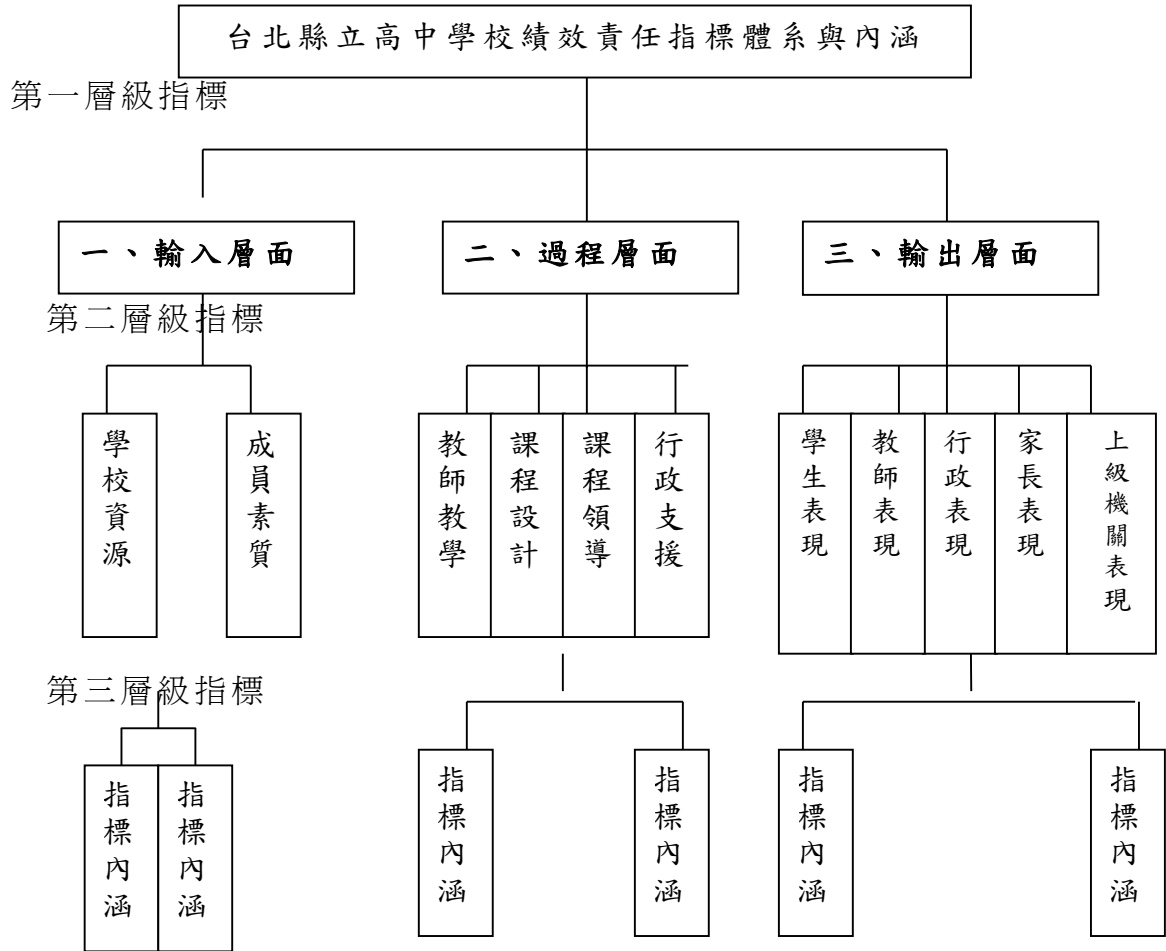 台北縣立高中學校績效責任指標體系與內涵
第一層級指標
一、輸入層面
二、過程層面
三、輸出層面
第二層級指標
學校資源
成員素質
教師教學
課程設計
課程領導
行政支援
學生表現
教師表現
行政表現
家長表現
上級機關表現
第三層級指標
指標內涵
指標內涵
指標內涵
指標內涵
指標內涵
指標內涵